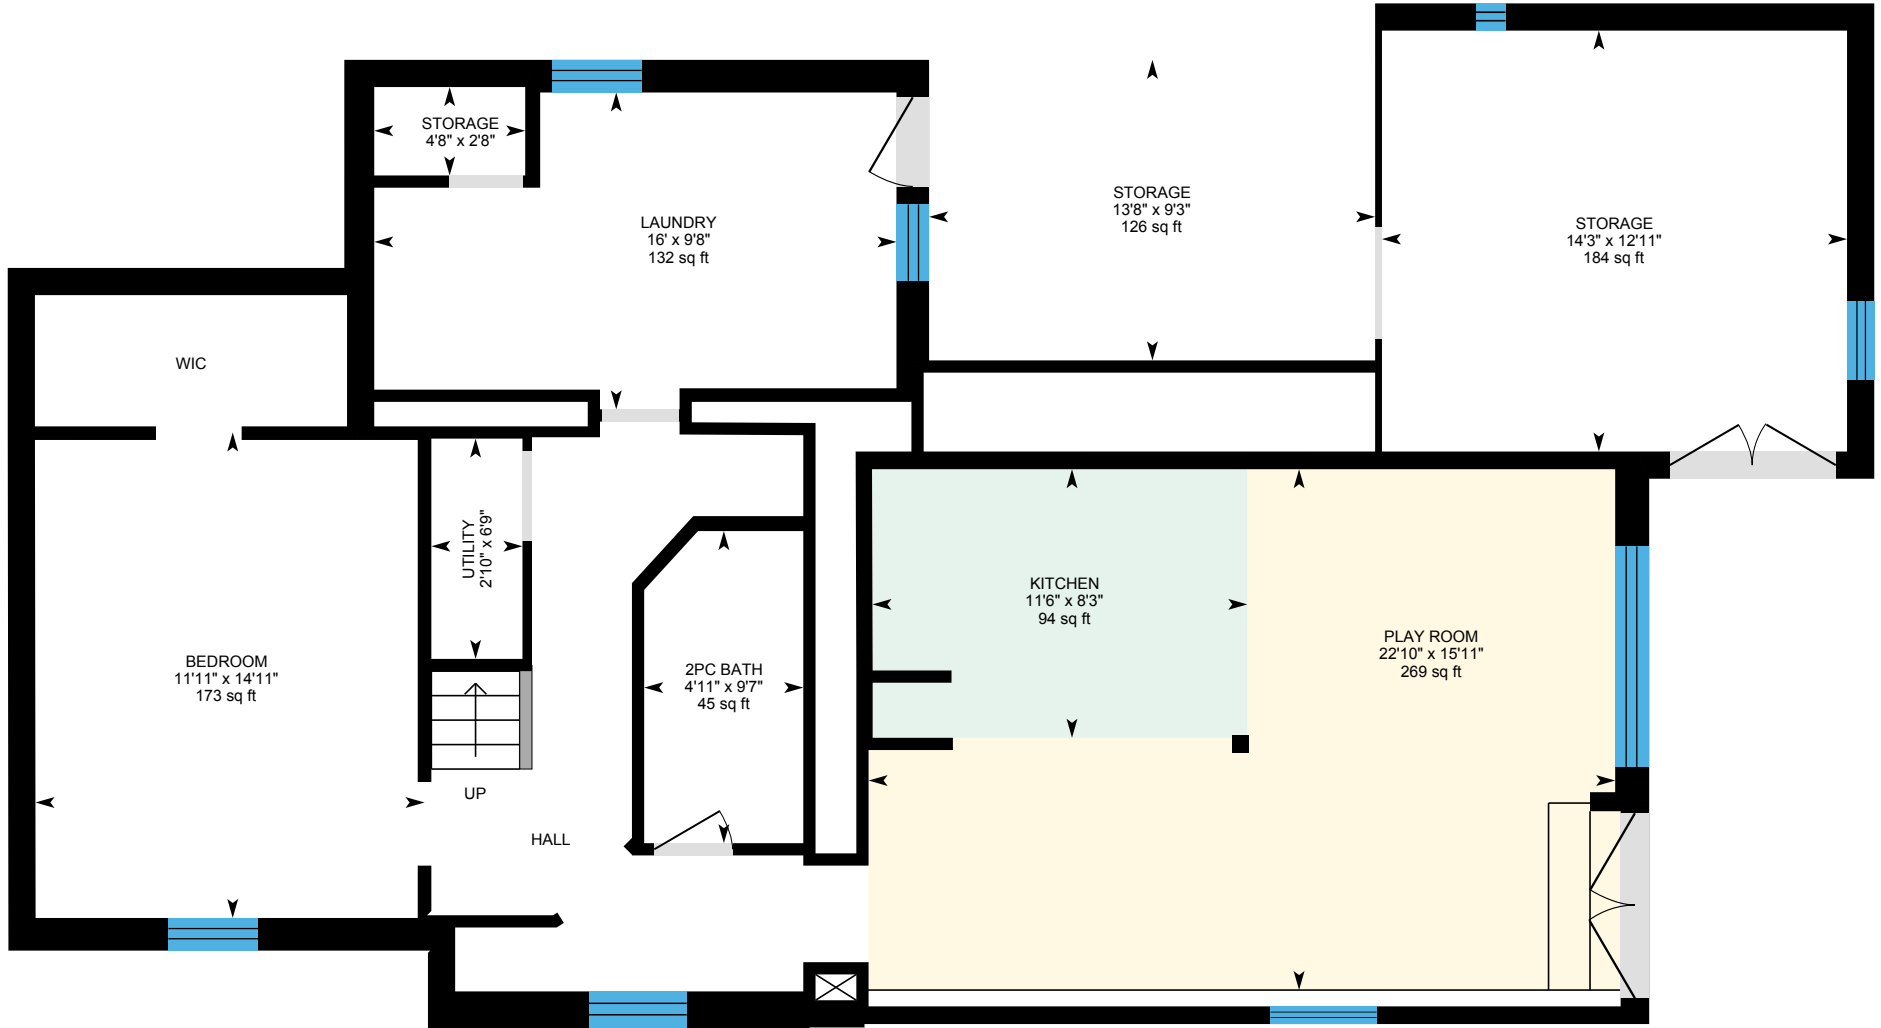 STORAGE
4'8" x 2'8"
LAUNDRY
16' x 9'8"
132 sq ft
STORAGE
13'8" x 9'3"
126 sq ft
STORAGE
14'3" x 12'11"
184 sq ft
WIC
UTILITY
2'10" x 6'9"
KITCHEN
11'6" x 8'3"
94 sq ft
PLAY ROOM
22'10" x 15'11"
269 sq ft
BEDROOM
11'11" x 14'11"
173 sq ft
2PC BATH
4'11" x 9'7"
45 sq ft
UP
HALL